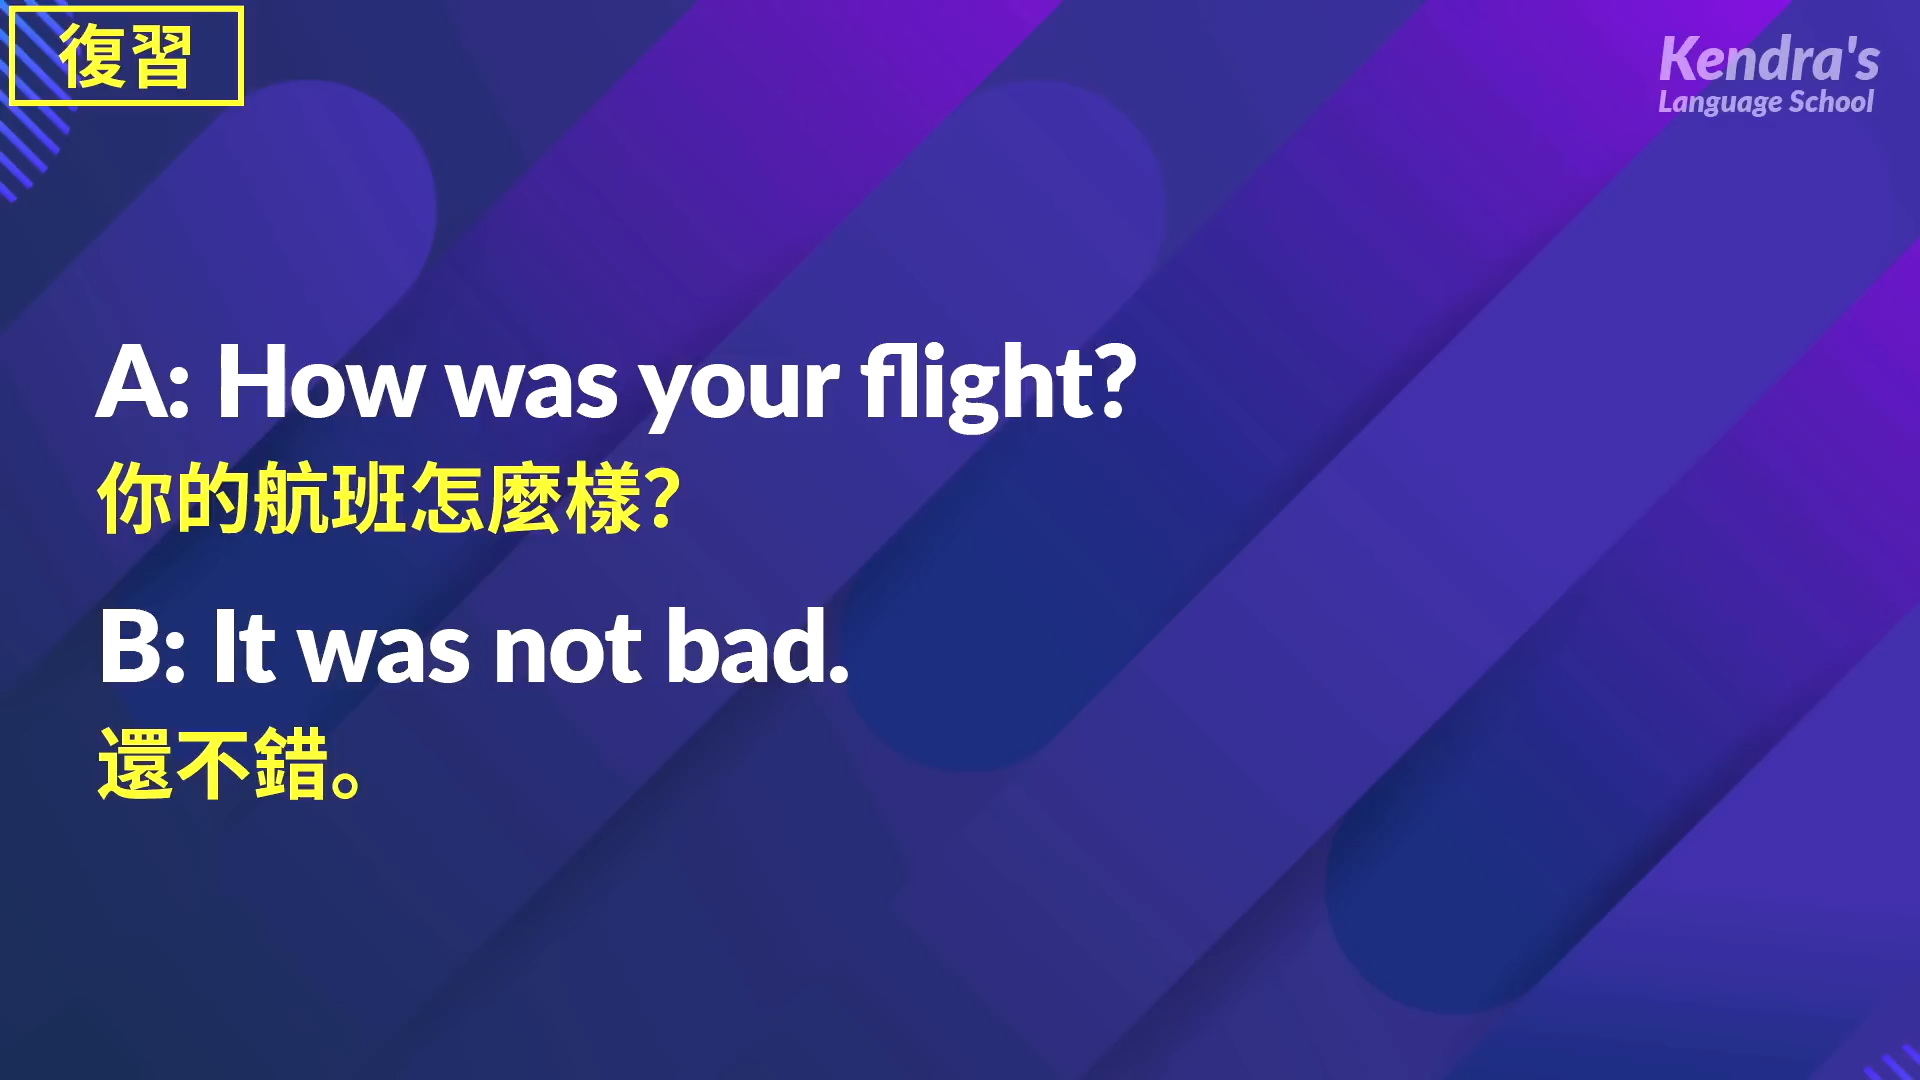 復習
Kendra's
Language School
A: How was your flight?
你的航班怎麼樣?
B: It was not bad.
還不錯。